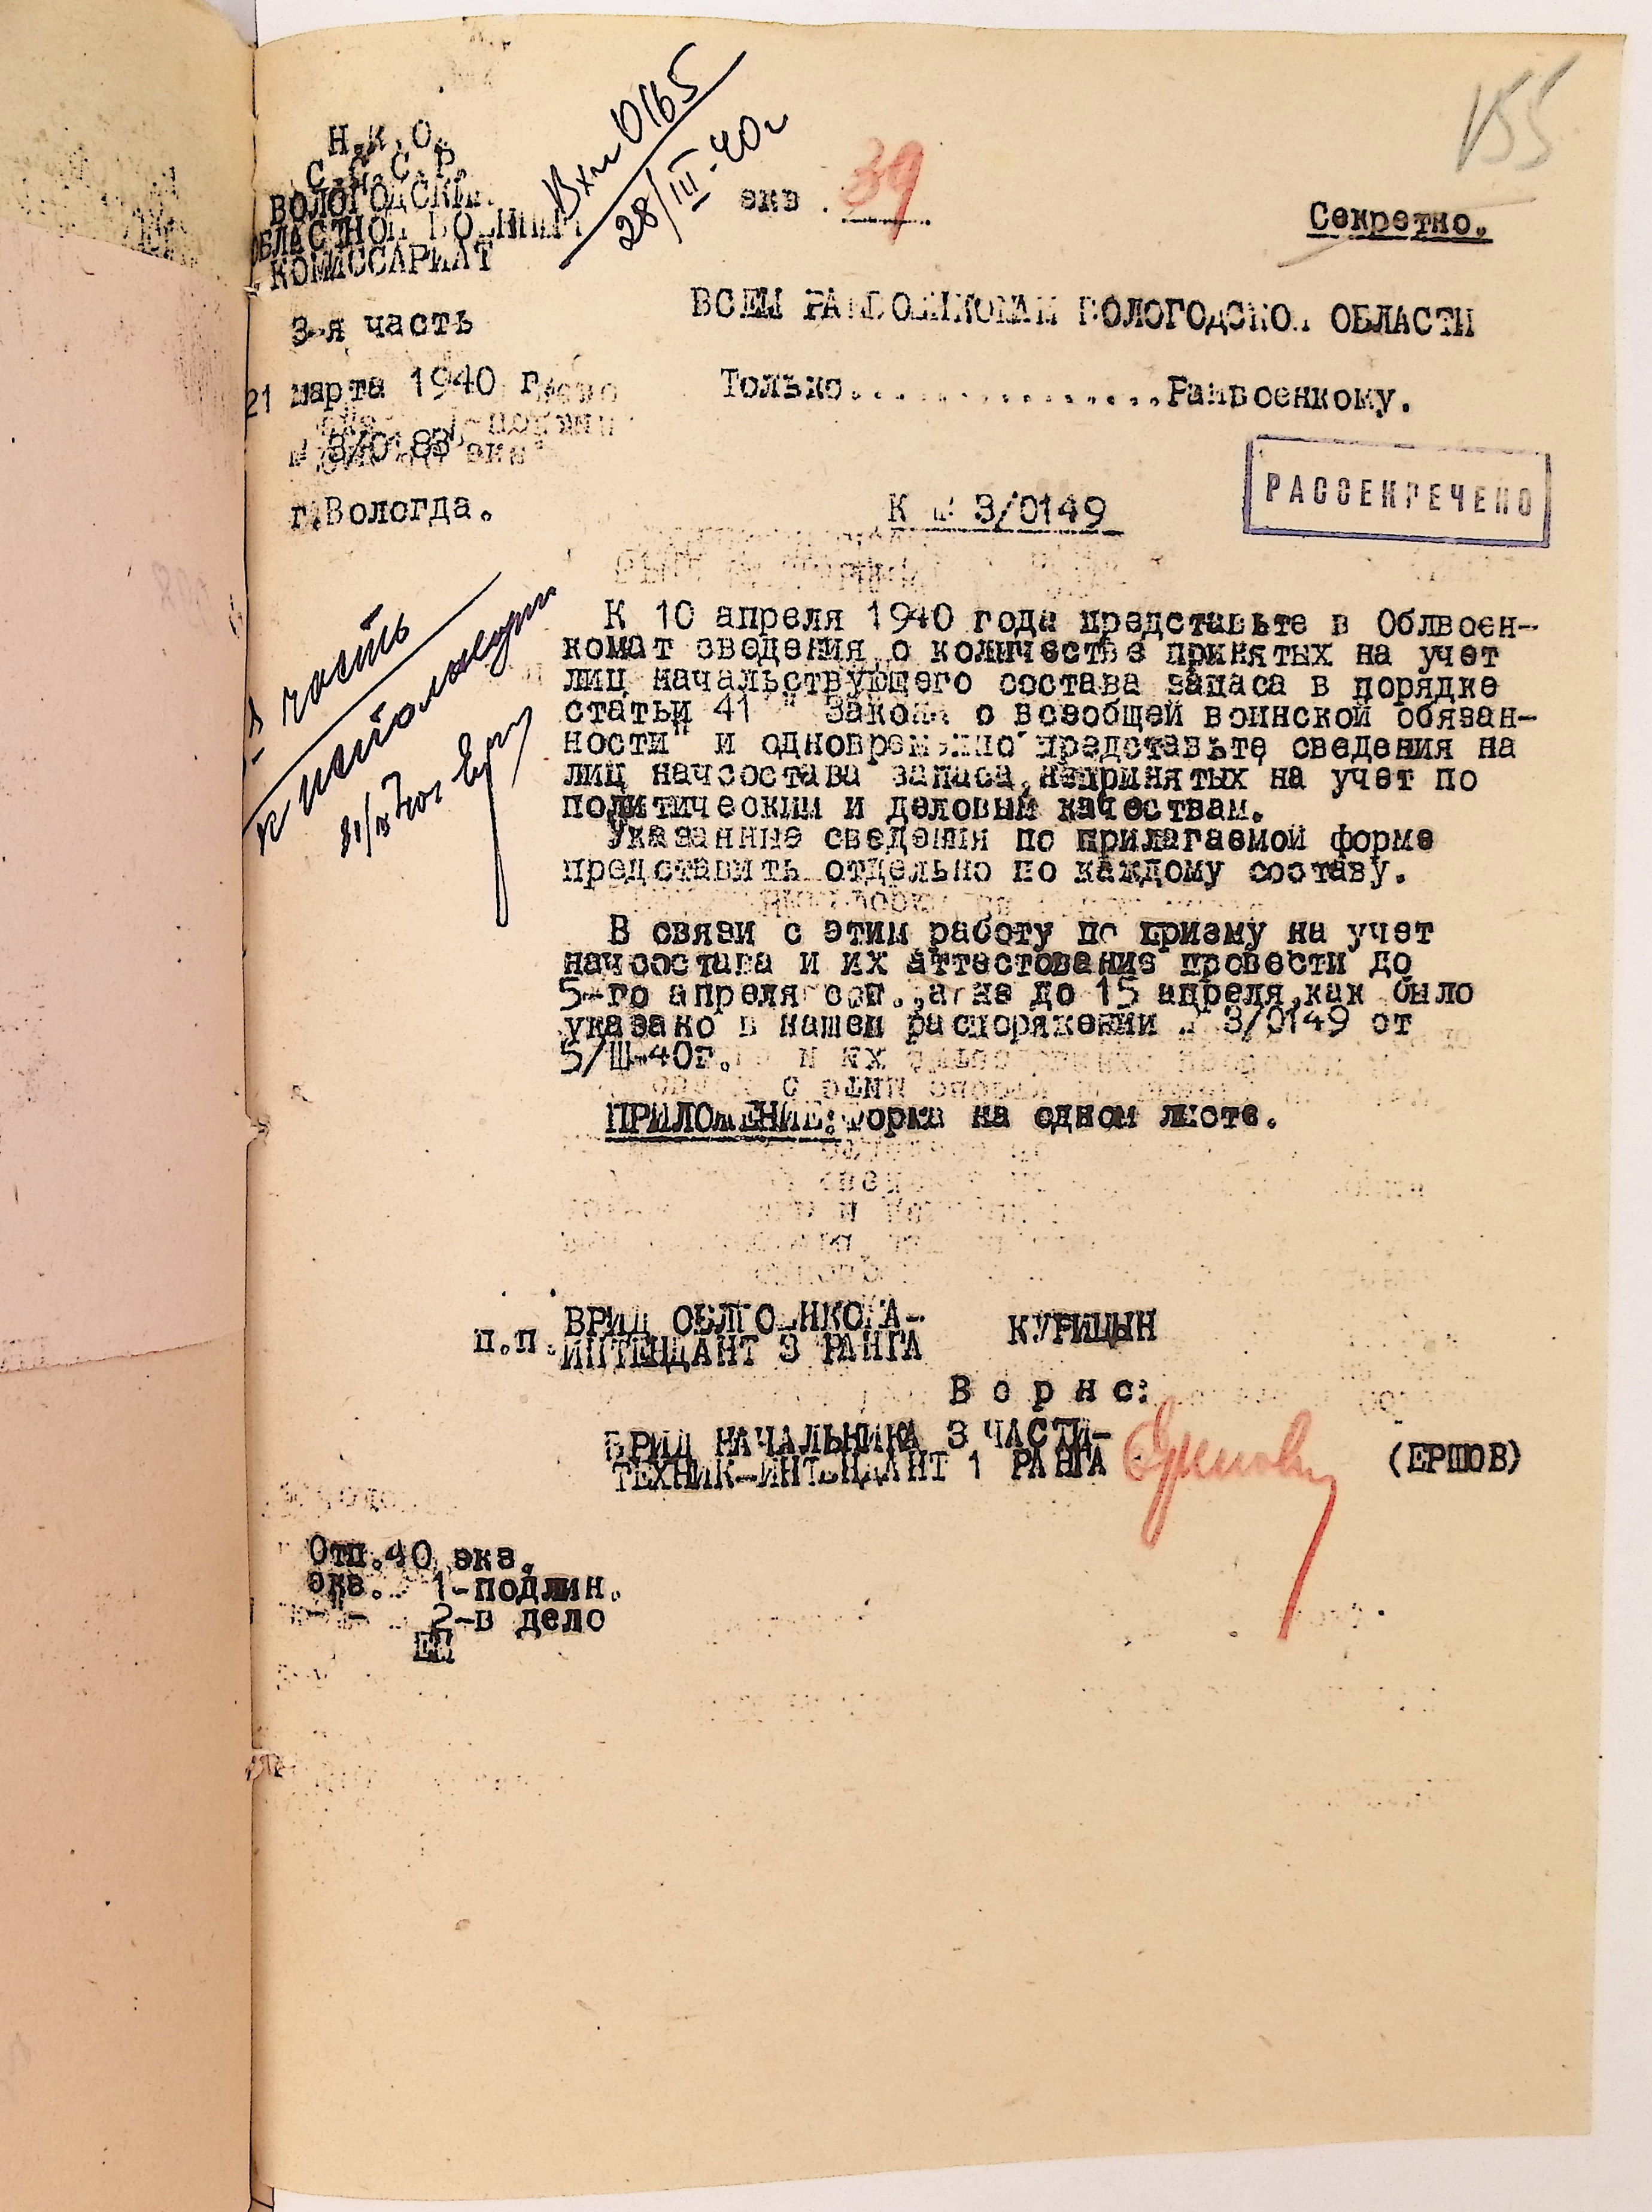 155
Вх № 0165
28/III-40г
экз. 39
Секретно.
Н.К.О.
С.С.С.Р.
ВОЛОГОДСКИЙ
ОБЛАСТНОЙ ВОЕННЫЙ
КОМИССАРИАТ
3-я часть
21 марта 1940 г.
№ 3/0183
г.Вологда.
ВСЕМ РАЙВОЕНКОМАМ ВОЛОГОДСКОЙ ОБЛАСТИ
Только................Райвоенкому.
РАССЕКРЕЧЕНО
К № 3/0149
часть
к исполнению
К 10 апреля 1940 года представьте в Облвоен-
комат сведения о количестве принятых на учет
лиц начальствующего состава запаса в порядке
статьи 41 " Закона о всеобщей воинской обязан-
ности" и одновременно представьте сведения на
лиц начсостава запаса,непринятых на учет по
политическим и деловым качествам.
Указанные сведения по прилагаемой форме
представить отдельно по каждому составу.
В связи с этим работу по призму на учет
начсостава и их аттестование провести до
5-го апреля с/г.,а не до 15 апреля,как было
указано в нашем распоряжении № 3/0149 от
5/Ш-40г.
ПРИЛОЖЕНИЕ:Форма на одном листе.
п.п. ВРИД ОБЛВОЕНКОМА-
ИНТЕНДАНТ 3 РАНГА КУРИЦЫН
В о р н о:
ВРИД НАЧАЛЬНИКА 3 ЧАСТИ-
ТЕХНИК-ИНТЕНДАНТ 1 РАНГА Ершов (ЕРШОВ)
Отп.40 экз.
экз. 1-подлин.
-"- 2-в дело
ЕП